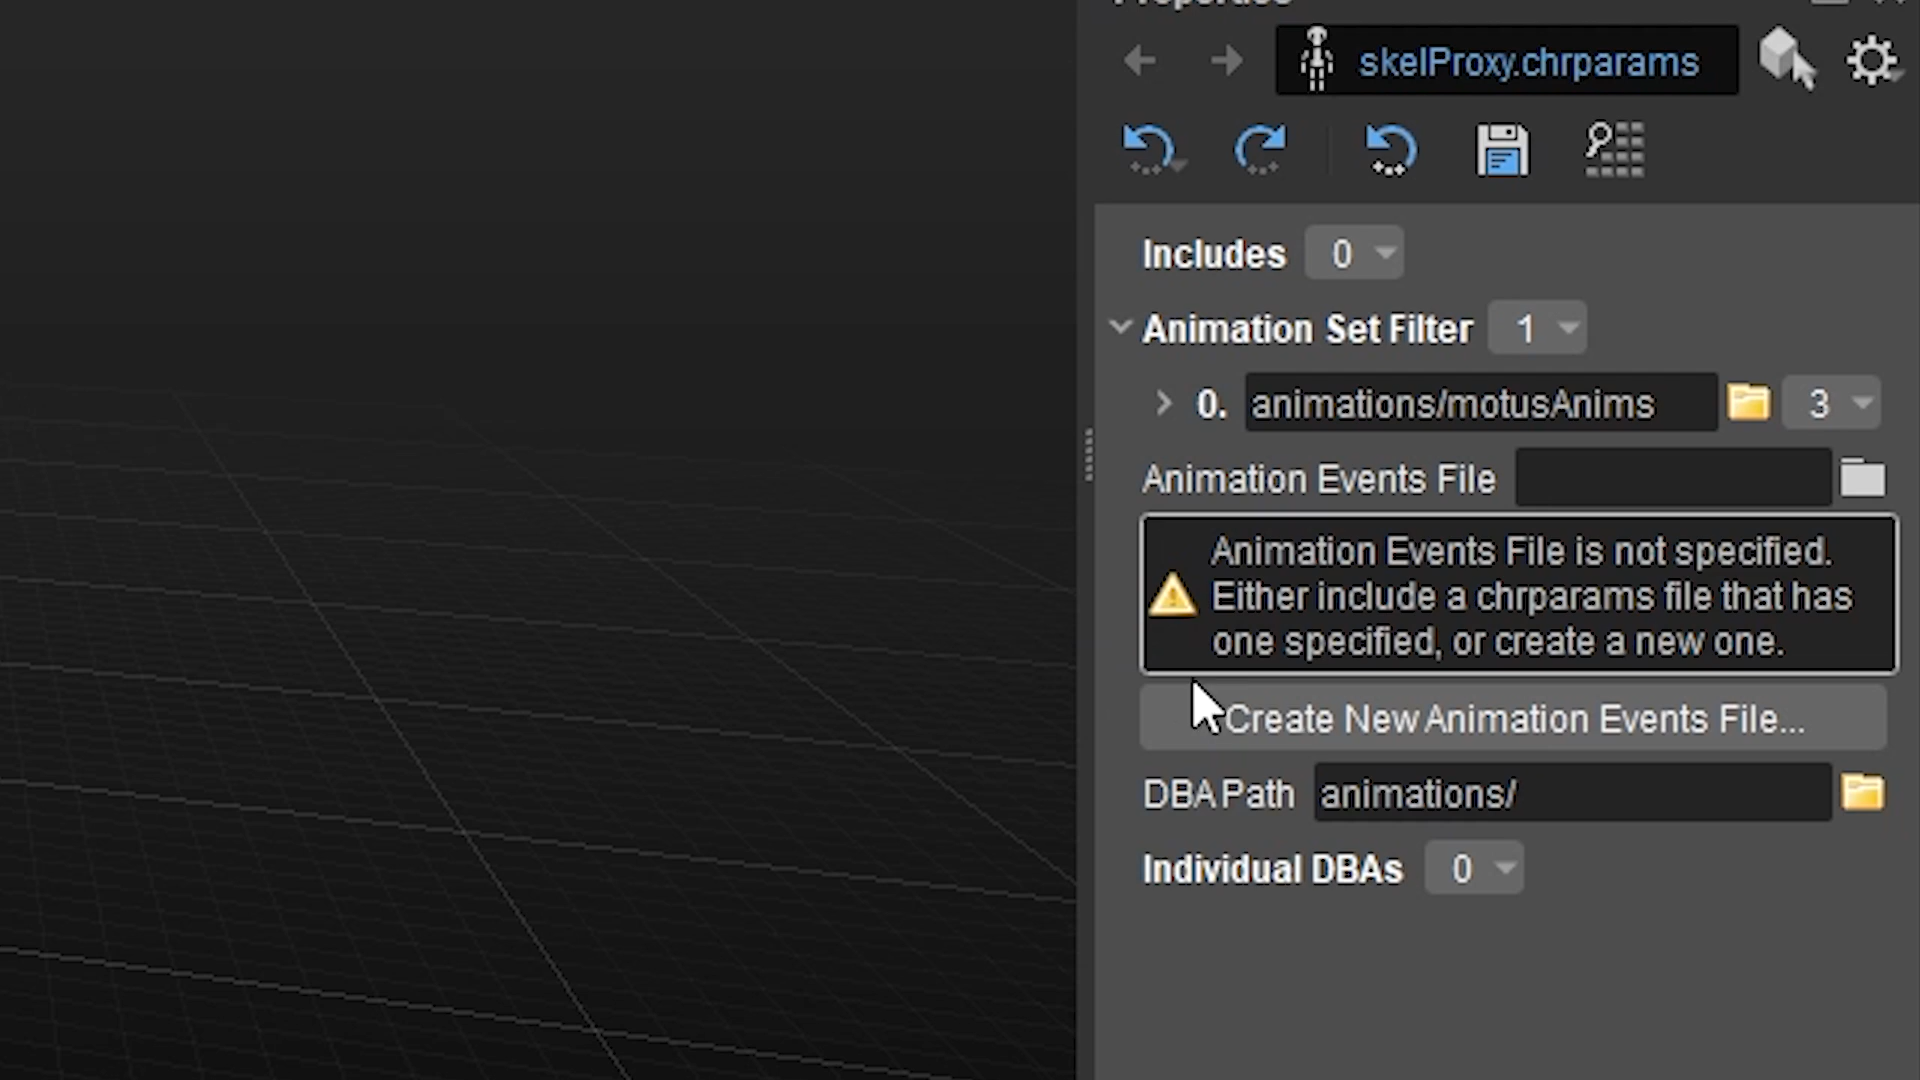 Properties
skelProxy.chrparams
Includes 0
Animation Set Filter 1
0. animations/motusAnims 3
Animation Events File
Animation Events File is not specified.
Either include a chrparams file that has
one specified, or create a new one.
Create New Animation Events File...
DBA Path animations/
Individual DBAs 0